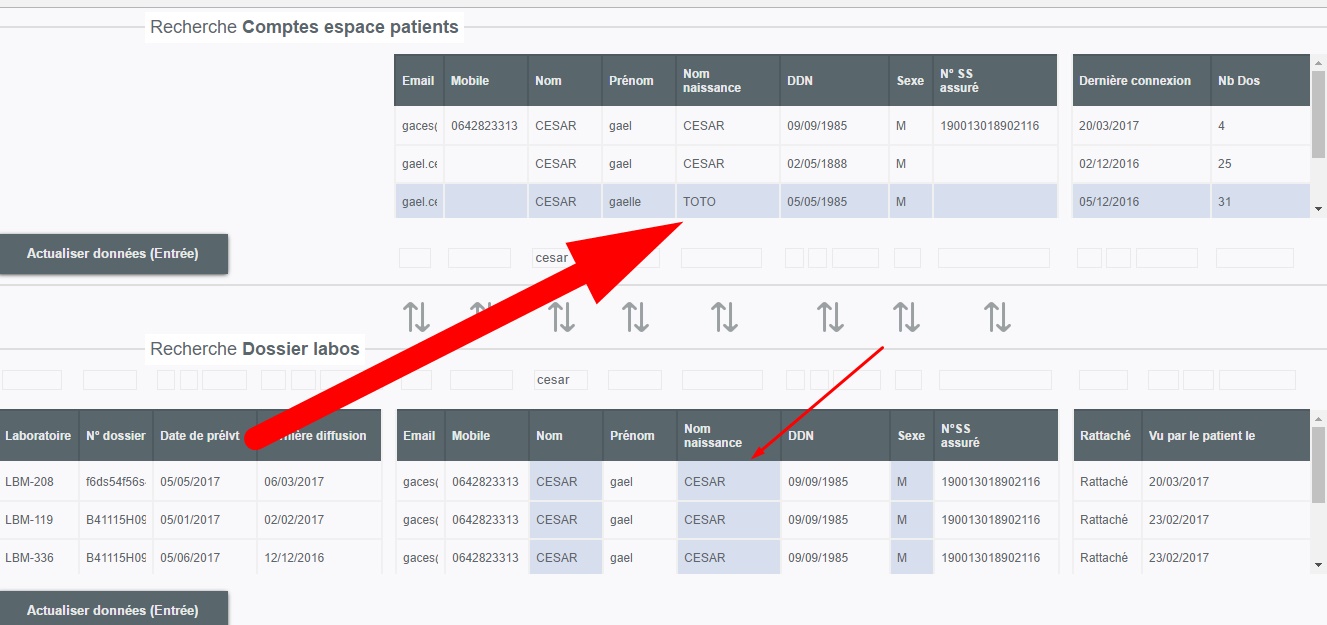 Recherche Comptes espace patients
Email Mobile Nom Prénom Nom naissance DDN Sexe N° SS assuré Dernière connexion Nb Dos
gaces( 0642823313 CESAR gael CESAR 09/09/1985 M 190013018902116 20/03/2017 4
gael.ce CESAR gael CESAR 02/05/1888 M 02/12/2016 25
gael.ce CESAR gaelle TOTO 05/05/1985 M 05/12/2016 31
Actualiser données (Entrée)
cesar
Recherche Dossier labos
cesar
Laboratoire N° dossier Date de prélvt diffusion Email Mobile Nom Prénom Nom naissance DDN Sexe N°SS assuré Rattaché Vu par le patient le
LBM-208 f6ds54f56s 05/05/2017 06/03/2017 gaces( 0642823313 CESAR gael CESAR 09/09/1985 M 190013018902116 Rattaché 20/03/2017
LBM-119 B41115H09 05/01/2017 02/02/2017 gaces( 0642823313 CESAR gael CESAR 09/09/1985 M 190013018902116 Rattaché 23/02/2017
LBM-336 B41115H09 05/06/2017 12/12/2016 gaces( 0642823313 CESAR gael CESAR 09/09/1985 M 190013018902116 Rattaché 23/02/2017
Actualiser données (Entrée)